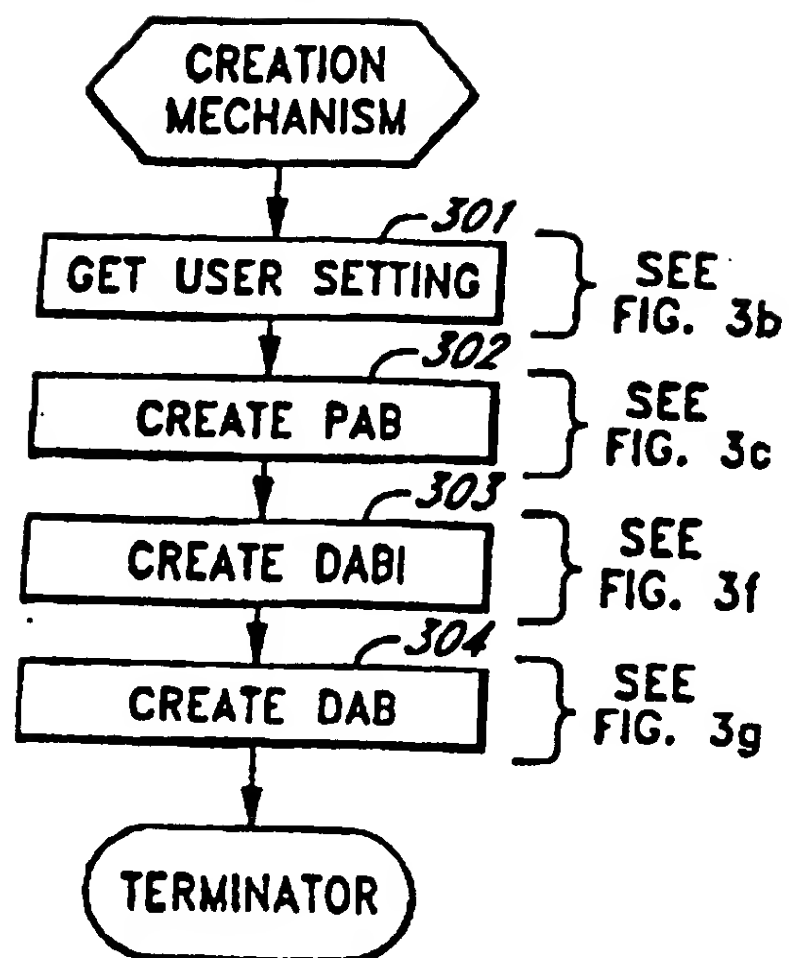 CREATION
MECHANISM
301
GET USER SETTING
SEE
FIG. 3b
302
CREATE PAB
SEE
FIG. 3c
303
CREATE DABI
SEE
FIG. 3f
304
CREATE DAB
SEE
FIG. 3g
TERMINATOR